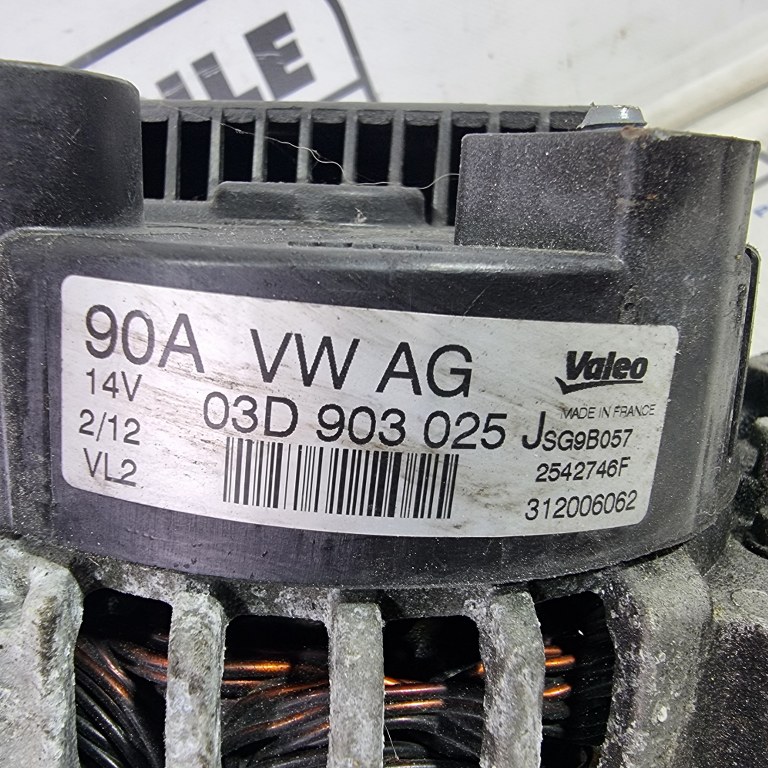 90A VW AG
Valeo
14V
MADE IN FRANCE
03D 903 025 J
SG9B057
2/12
2542746F
VL2
312006062